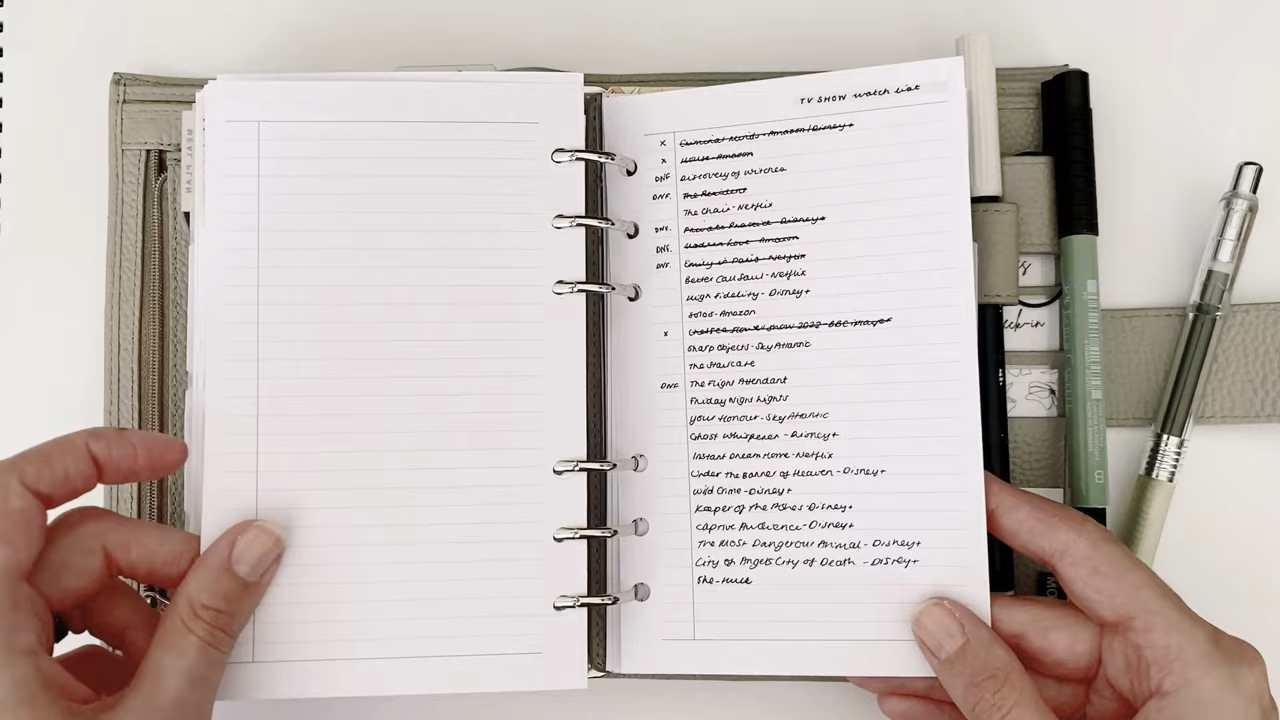 MEAL PLAN
TV SHOW watch list
X Criminal Minds - Amazon / Disney+
X House - Amazon
DNF Discovery of Witches
DNF. The Resident
The Chair - Netflix
DNF. Private Practice - Disney+
DNF. Modern Love - Amazon
DNF. Emily in Paris - Netflix
Better Call Saul - Netflix
High Fidelity - Disney+
Solos - Amazon
X Chelsea Flower Show 2022 - BBC iPlayer
Sharp Objects - Sky Atlantic
The Staircase
DNF The Flight Attendant
Friday Night Lights
Your Honour - Sky Atlantic
Ghost Whisperer - Disney+
Instant Dream Home - Netflix
Under the Banner of Heaven - Disney+
Wild Crime - Disney+
Keeper of the Ashes - Disney+
Captive Audience - Disney+
The Most Dangerous Animal - Disney+
City of Angels City of Death - Disney+
She-Hulk